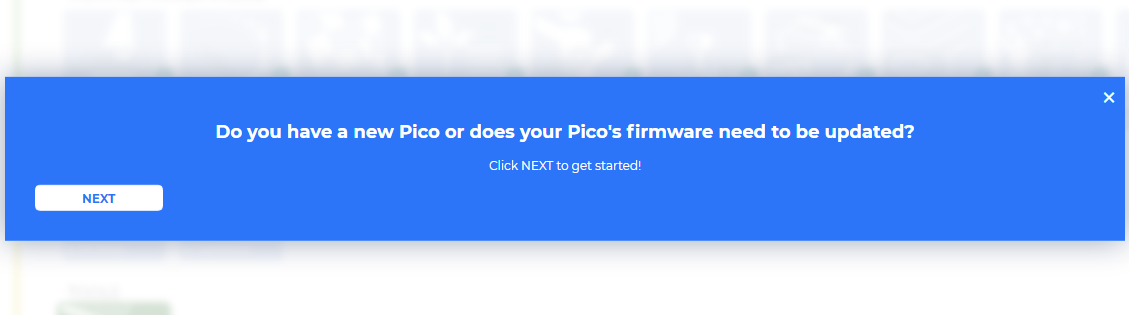 Do you have a new Pico or does your Pico's firmware need to be updated?
Click NEXT to get started!
NEXT